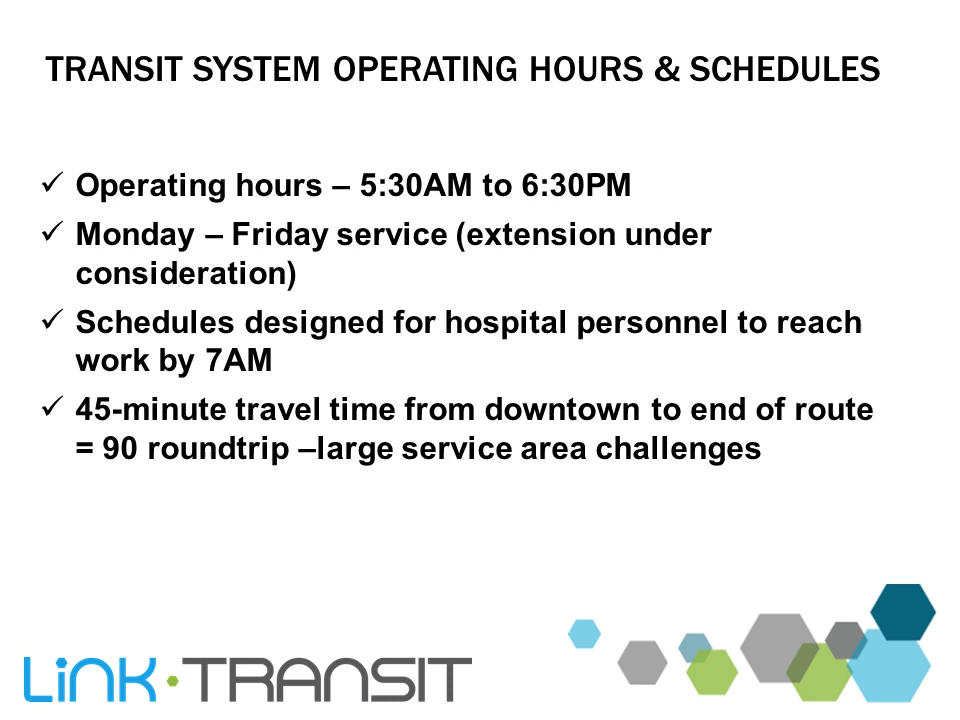 TRANSIT SYSTEM OPERATING HOURS & SCHEDULES
✓ Operating hours – 5:30AM to 6:30PM
✓ Monday – Friday service (extension under
consideration)
✓ Schedules designed for hospital personnel to reach
work by 7AM
✓ 45-minute travel time from downtown to end of route
= 90 roundtrip –large service area challenges
LiNK·TRANSIT